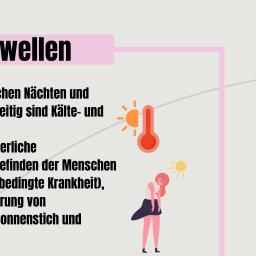 wellen
chen Nächten und
eitig sind Kälte- und
erliche
efinden der Menschen
bedingte Krankheit),
rung von
onnenstich und